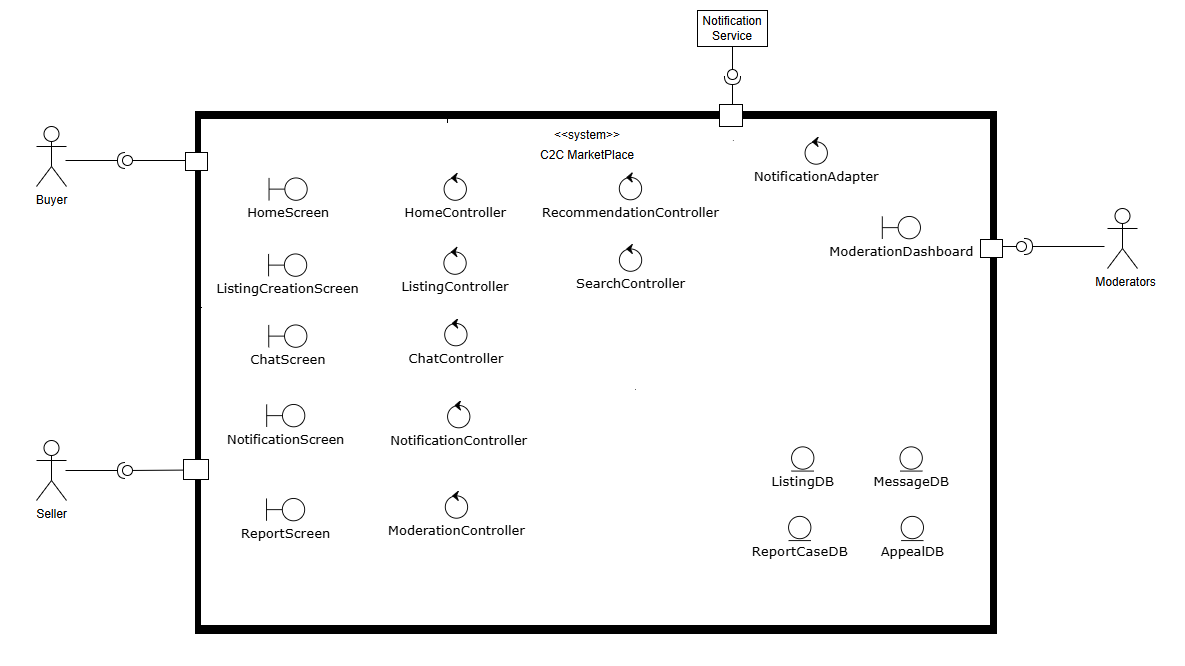 Notification
Service
<<system>>
C2C MarketPlace
Buyer
NotificationAdapter
HomeScreen
HomeController
RecommendationController
ModerationDashboard
Moderators
ListingCreationScreen
ListingController
SearchController
ChatScreen
ChatController
NotificationScreen
NotificationController
ListingDB
MessageDB
Seller
ReportScreen
ModerationController
ReportCaseDB
AppealDB